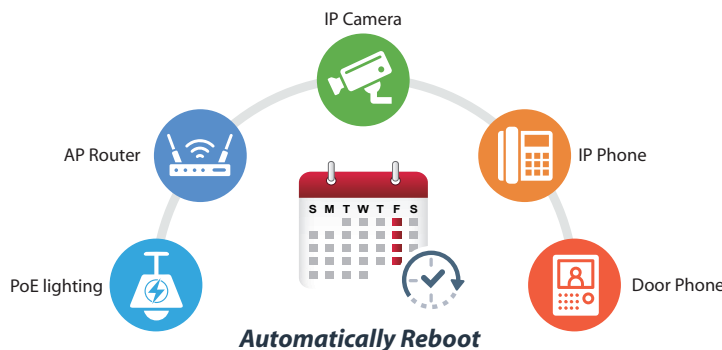 IP Camera
AP Router
IP Phone
S M T W T F S
PoE lighting
Door Phone
Automatically Reboot